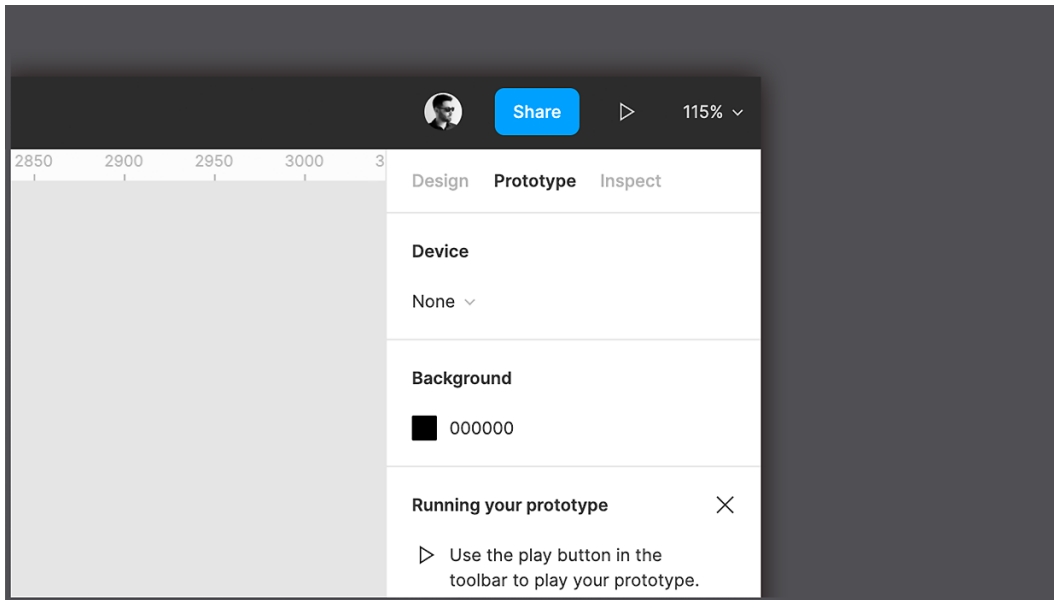 Share
115%
2850 2900 2950 3000 3
Design Prototype Inspect
Device
None
Background
000000
Running your prototype
Use the play button in the
toolbar to play your prototype.